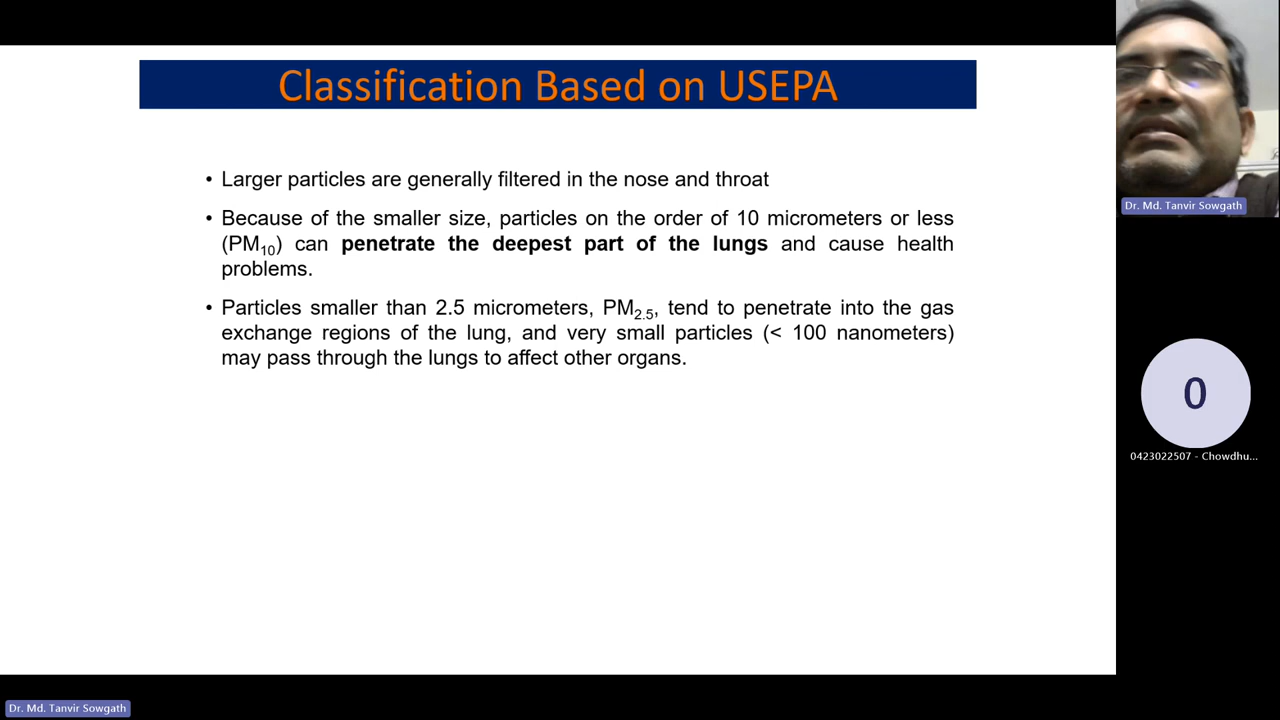 Classification Based on USEPA
• Larger particles are generally filtered in the nose and throat
• Because of the smaller size, particles on the order of 10 micrometers or less
(PM10) can penetrate the deepest part of the lungs and cause health
problems.
• Particles smaller than 2.5 micrometers, PM2.5, tend to penetrate into the gas
exchange regions of the lung, and very small particles (< 100 nanometers)
may pass through the lungs to affect other organs.
Dr. Md. Tanvir Sowgath
0
0423022507 - Chowdhu...
Dr. Md. Tanvir Sowgath